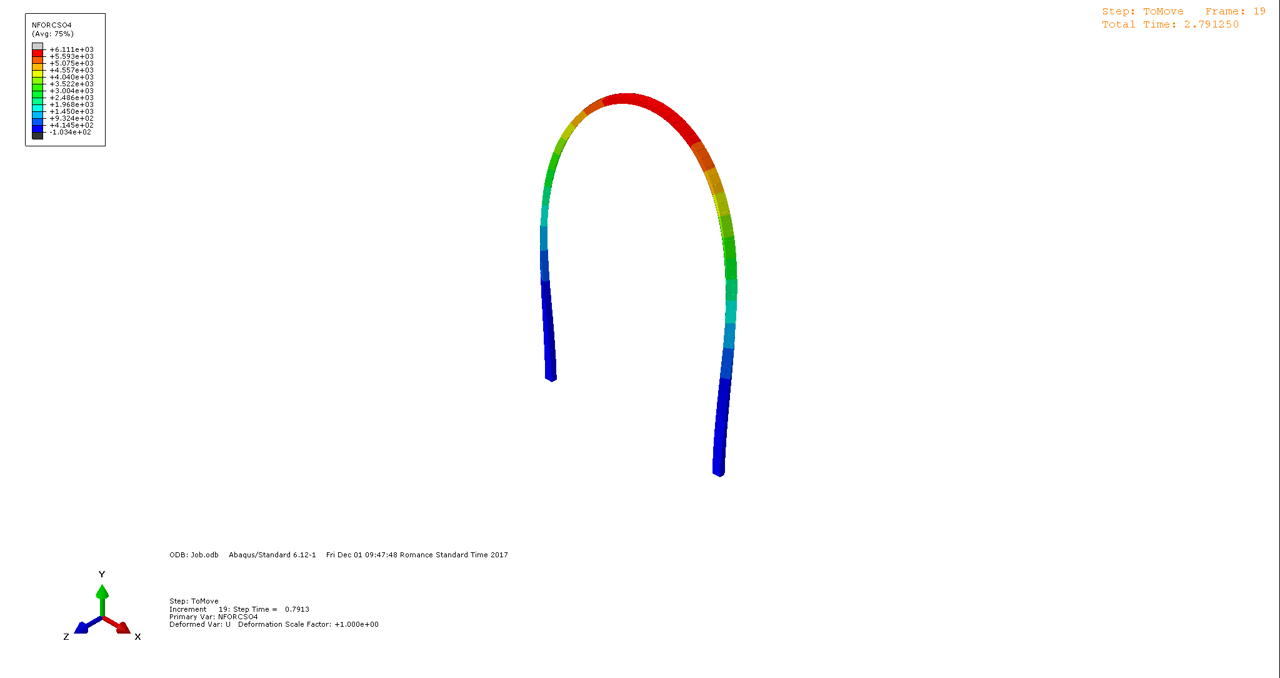 NFORCSO4
(Avg: 75%)
+6.111e+03
+5.593e+03
+5.075e+03
+4.557e+03
+4.040e+03
+3.522e+03
+3.004e+03
+2.486e+03
+1.968e+03
+1.450e+03
+9.324e+02
+4.145e+02
-1.034e+02
Step: ToMove   Frame: 19
Total Time: 2.791250
ODB: Job.odb   Abaqus/Standard 6.12-1   Fri Dec 01 09:47:48 Romance Standard Time 2017
Y
Z
X
Step: ToMove
Increment   19: Step Time =   0.7913
Primary Var: NFORCSO4
Deformed Var: U   Deformation Scale Factor: +1.000e+00